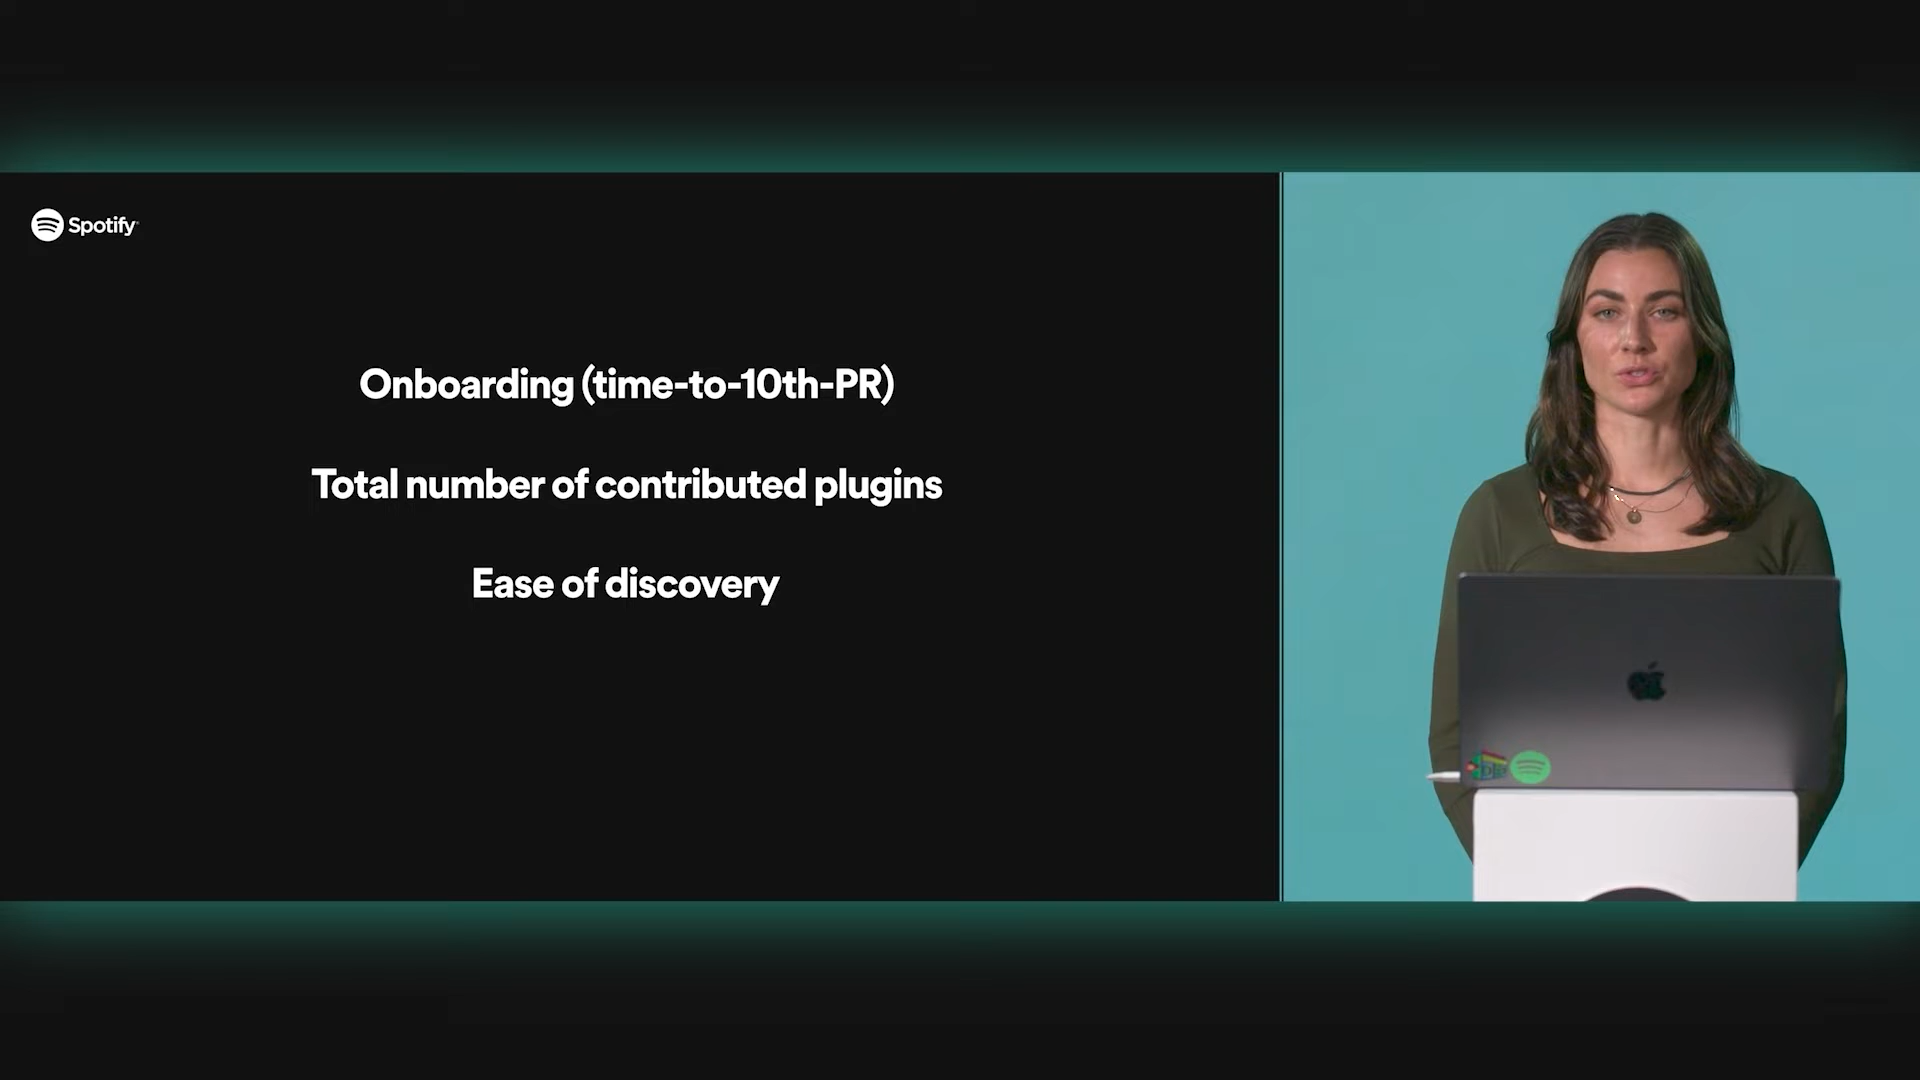 Spotify
Onboarding (time-to-10th-PR)
Total number of contributed plugins
Ease of discovery